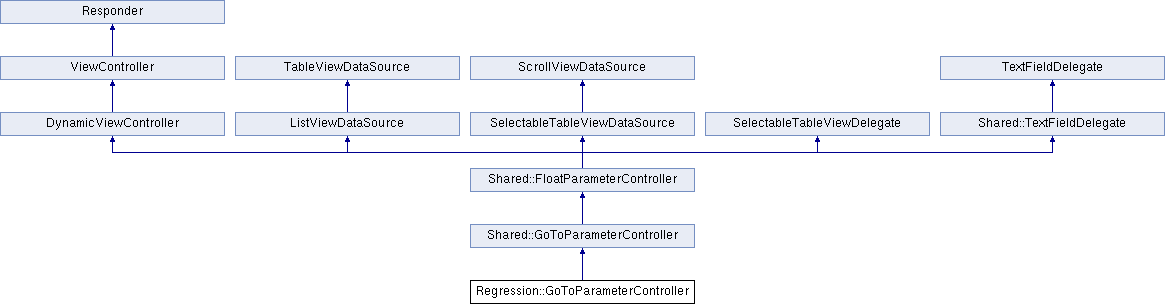 Responder
ViewController
TableViewDataSource
ScrollViewDataSource
TextFieldDelegate
DynamicViewController
ListViewDataSource
SelectableTableViewDataSource
SelectableTableViewDelegate
Shared::TextFieldDelegate
Shared::FloatParameterController
Shared::GoToParameterController
Regression::GoToParameterController